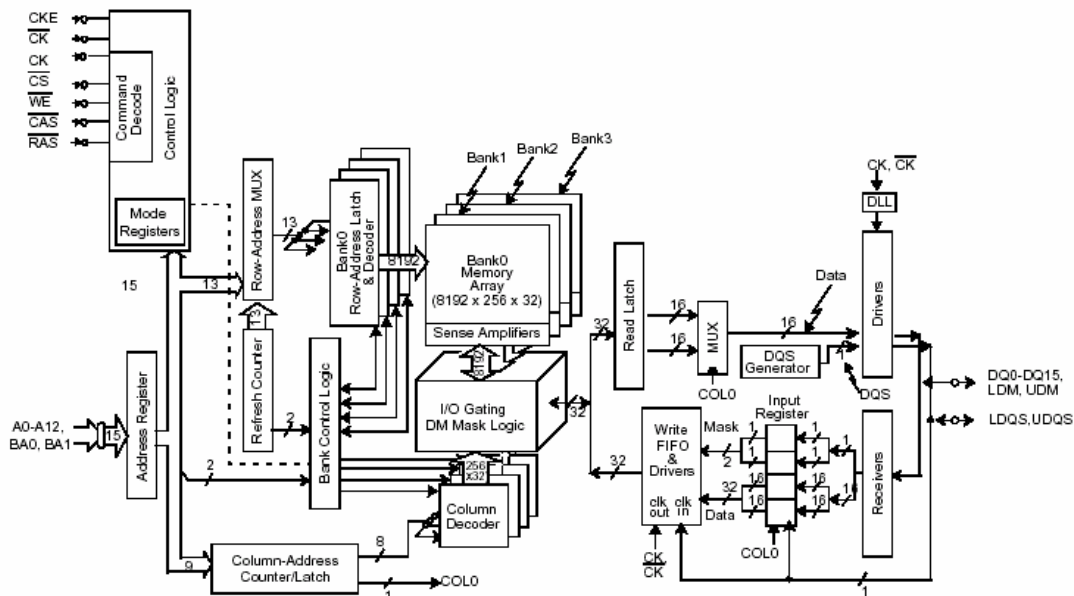 CKE
CK
CK
CS
WE
CAS
RAS
Command
Decode
Control Logic
Mode
Registers
15
13
Row-Address MUX
13
Refresh Counter
13
Bank0
Row-Address Latch
& Decoder
8192
Bank1
Bank2
Bank3
Bank0
Memory
Array
(8192 x 256 x 32)
Sense Amplifiers
8192
I/O Gating
DM Mask Logic
2
Bank Control Logic
A0-A12,
BA0, BA1
15
Address Register
2
256
x32
Column
Decoder
9
Column-Address
Counter/Latch
8
1
COL0
32
32
Read Latch
16
16
MUX
COL0
16
Data
DQS
Generator
1
DQS
CK, CK
DLL
Drivers
DQ0-DQ15,
LDM, UDM
LDQS, UDQS
32
Write
FIFO
&
Drivers
clk
out
clk
in
CK
CK
Mask
2
32
Data
Input
Register
1
1
16
16
1
1
16
16
1
16
COL0
Receivers
1